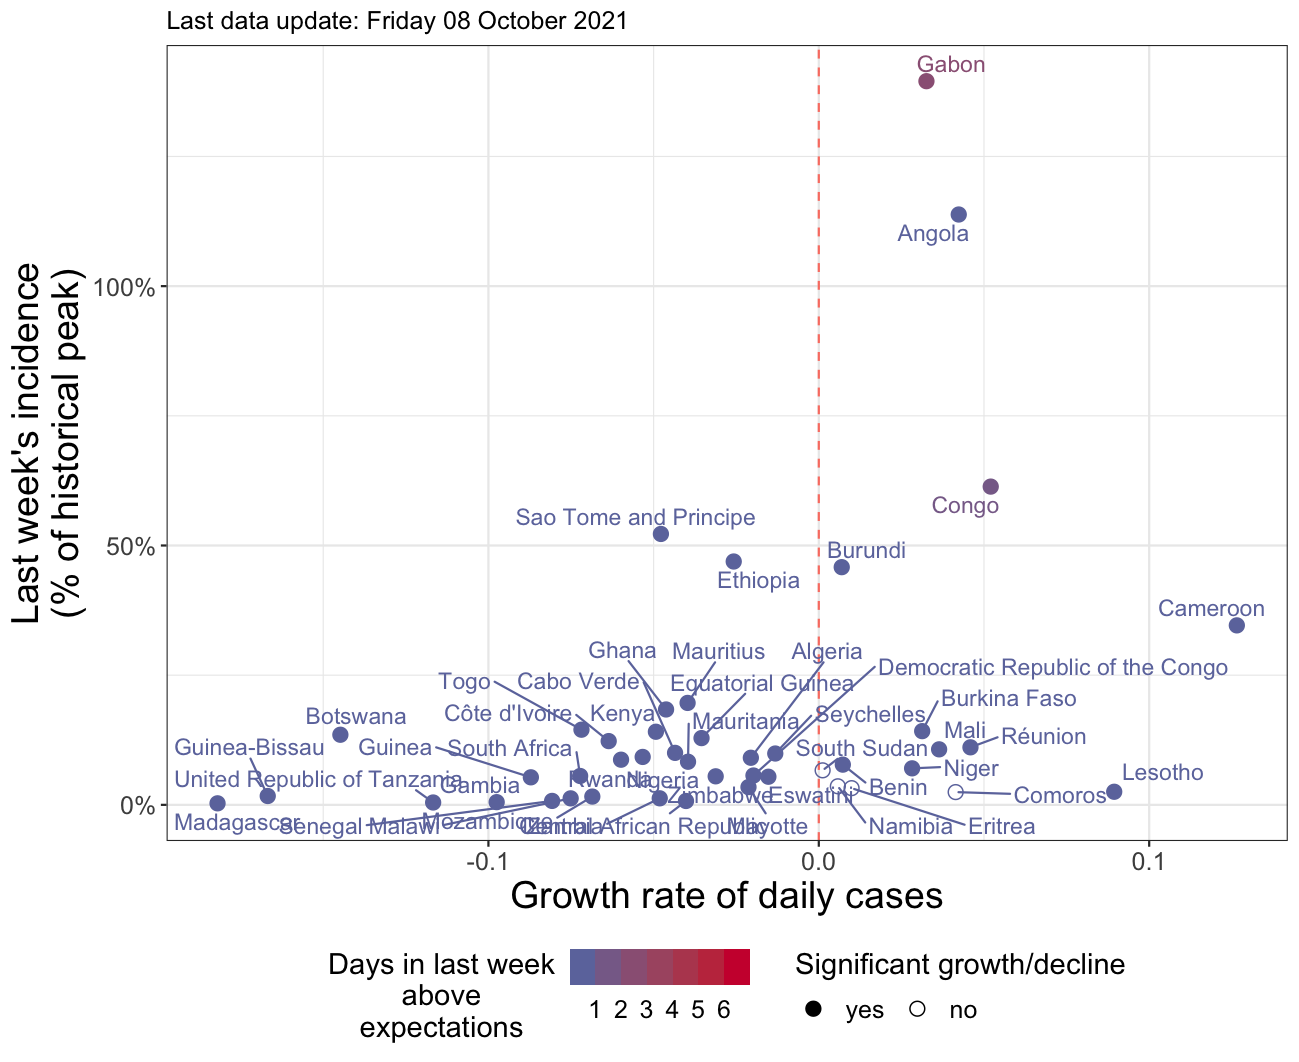 Last data update: Friday 08 October 2021
Last week's incidence
(% of historical peak)
100%
50%
0%
Gabon
Angola
Congo
Sao Tome and Principe
Burundi
Ethiopia
Cameroon
Ghana
Mauritius
Algeria
Democratic Republic of the Congo
Togo
Cabo Verde
Equatorial Guinea
Burkina Faso
Botswana
Côte d'Ivoire
Kenya
Mauritania
Seychelles
Mali
Réunion
Guinea-Bissau
Guinea
South Africa
South Sudan
Niger
Lesotho
United Republic of Tanzania
Gambia
Rwanda
Nigeria
Zimbabwe
Eswatini
Benin
Comoros
Madagascar
Senegal
Malawi
Mozambique
Zambia
Central African Republic
Mayotte
Namibia
Eritrea
-0.1
0.0
0.1
Growth rate of daily cases
Days in last week
above
expectations
1 2 3 4 5 6
Significant growth/decline
yes
no